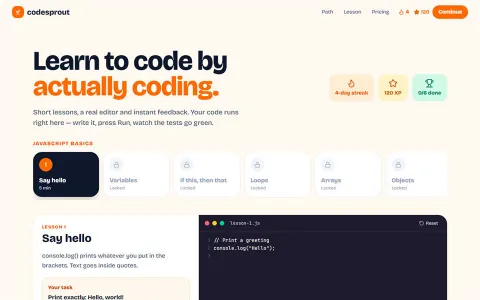 codesprout
Path
Lesson
Pricing
4
120
Continue
Learn to code by
actually coding.
Short lessons, a real editor and instant feedback. Your code runs
right here — write it, press Run, watch the tests go green.
4-day streak
120 XP
0/6 done
JAVASCRIPT BASICS
1
Say hello
5 min
Variables
Locked
If this, then that
Locked
Loops
Locked
Arrays
Locked
Objects
Locked
LESSON 1
Say hello
console.log() prints whatever you put in the
brackets. Text goes inside quotes.
Your task
Print exactly: Hello, world!
lesson-1.js
Reset
1 // Print a greeting
2 console.log("Hello");
3